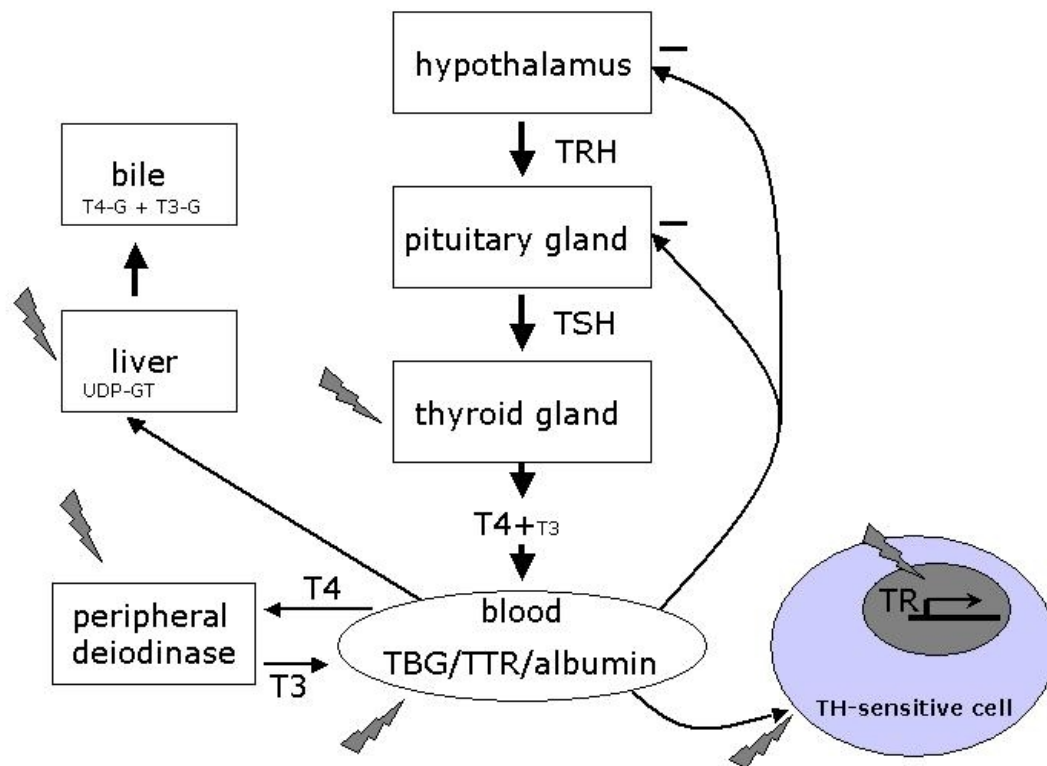 hypothalamus
–
TRH
pituitary gland
–
TSH
thyroid gland
T4+T3
blood
TBG/TTR/albumin
bile
T4-G + T3-G
liver
UDP-GT
T4
peripheral
deiodinase
T3
TR
TH-sensitive cell